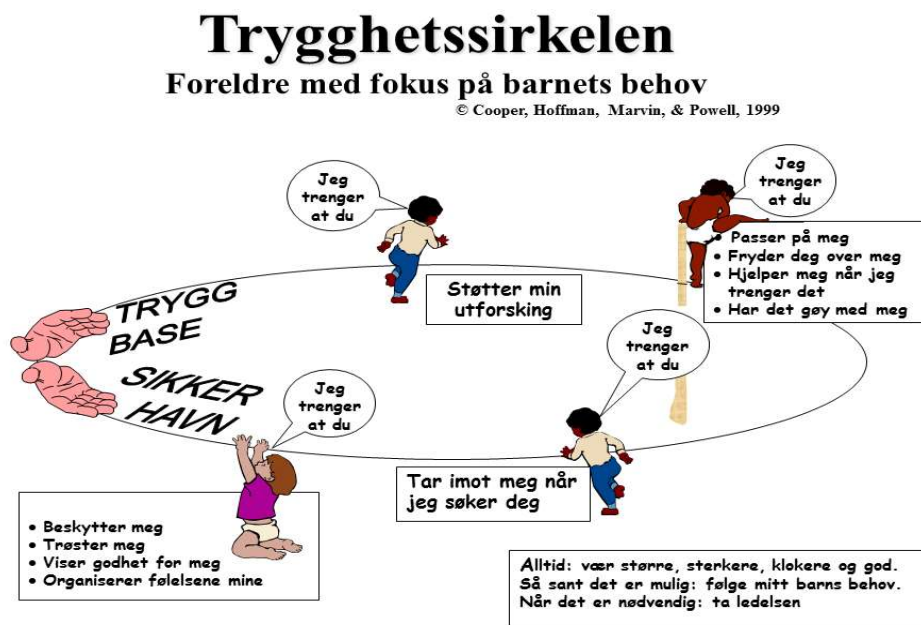 Trygghetssirkelen
Foreldre med fokus på barnets behov
© Cooper, Hoffman, Marvin, & Powell, 1999
Jeg
trenger
at du
Støtter min
utforsking
Jeg
trenger
at du
• Passer på meg
• Fryder deg over meg
• Hjelper meg når jeg
trenger det
• Har det gøy med meg
TRYGG
BASE
SIKKER
HAVN
Jeg
trenger
at du
Tar imot meg når
jeg søker deg
Jeg
trenger
at du
• Beskytter meg
• Trøster meg
• Viser godhet for meg
• Organiserer følelsene mine
Alltid: vær større, sterkere, klokere og god.
Så sant det er mulig: følge mitt barns behov.
Når det er nødvendig: ta ledelsen